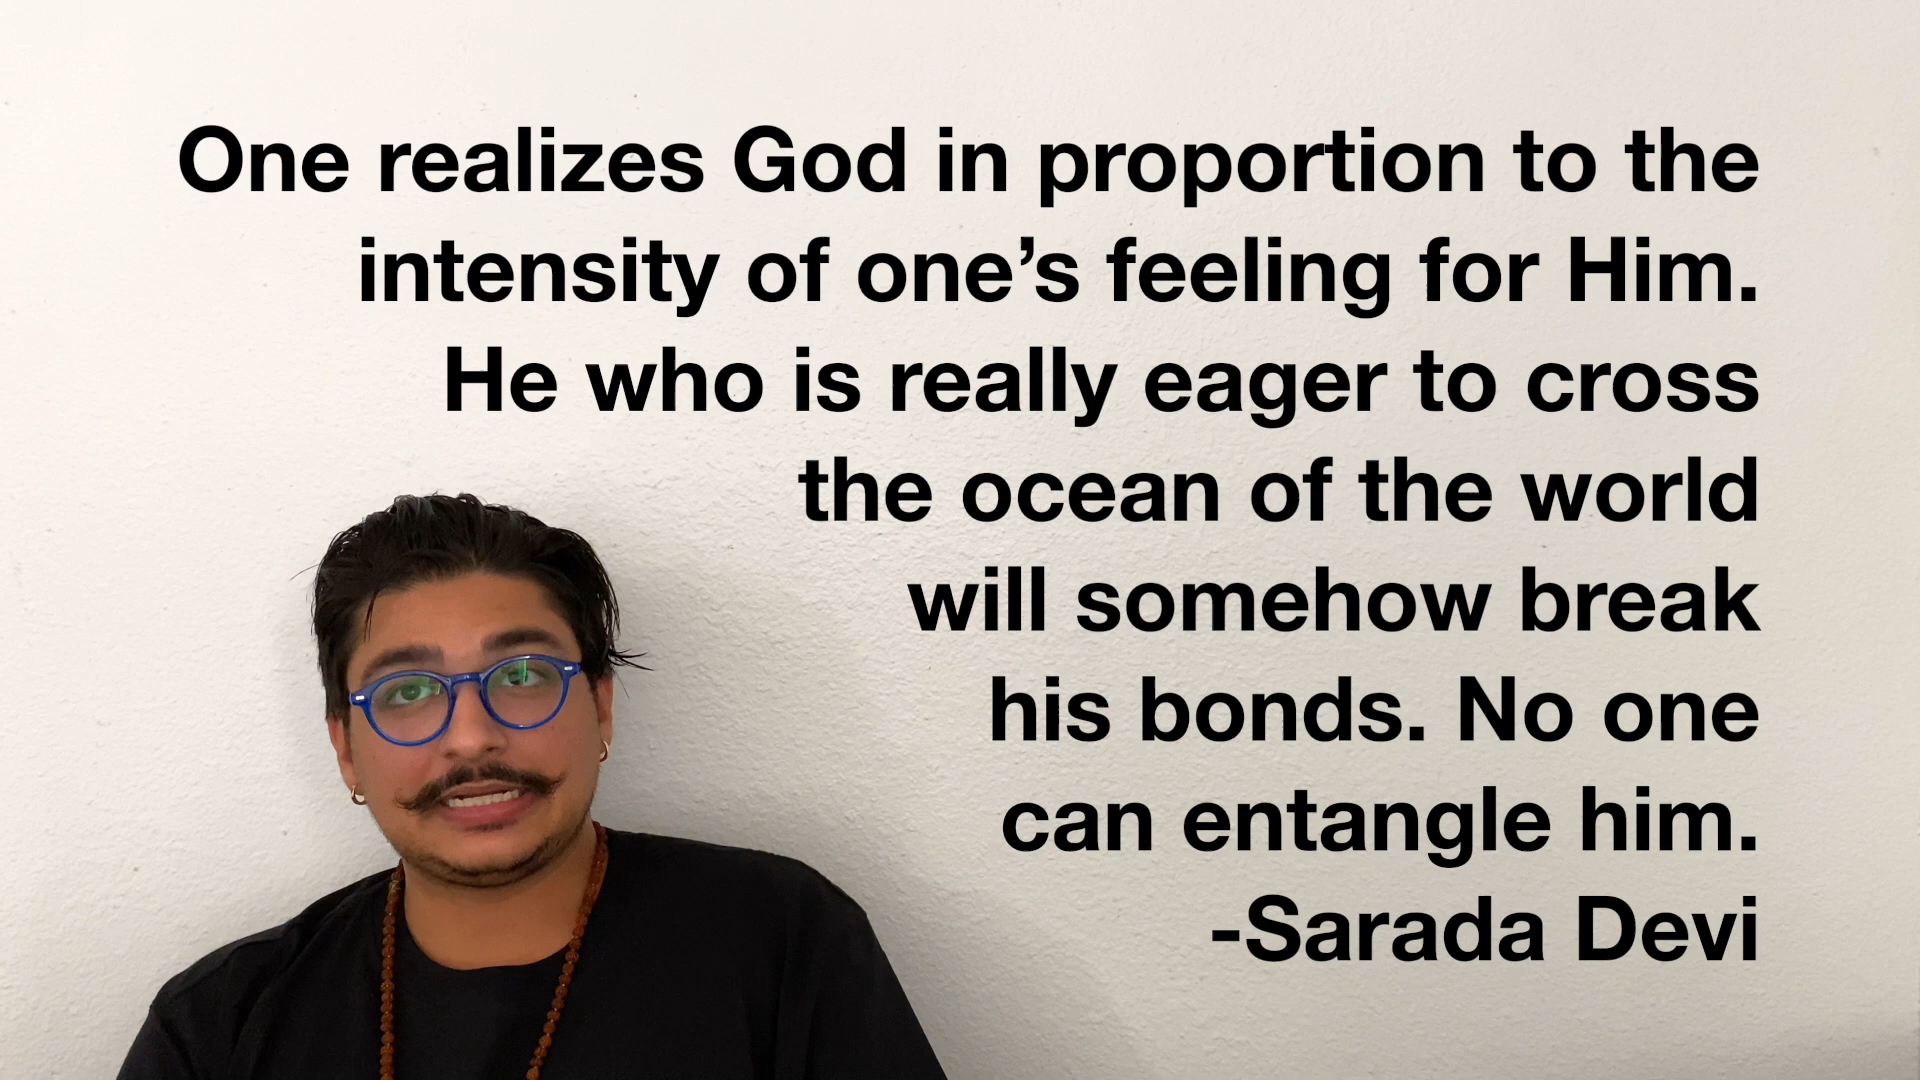 One realizes God in proportion to the
intensity of one’s feeling for Him.
He who is really eager to cross
the ocean of the world
will somehow break
his bonds. No one
can entangle him.
-Sarada Devi